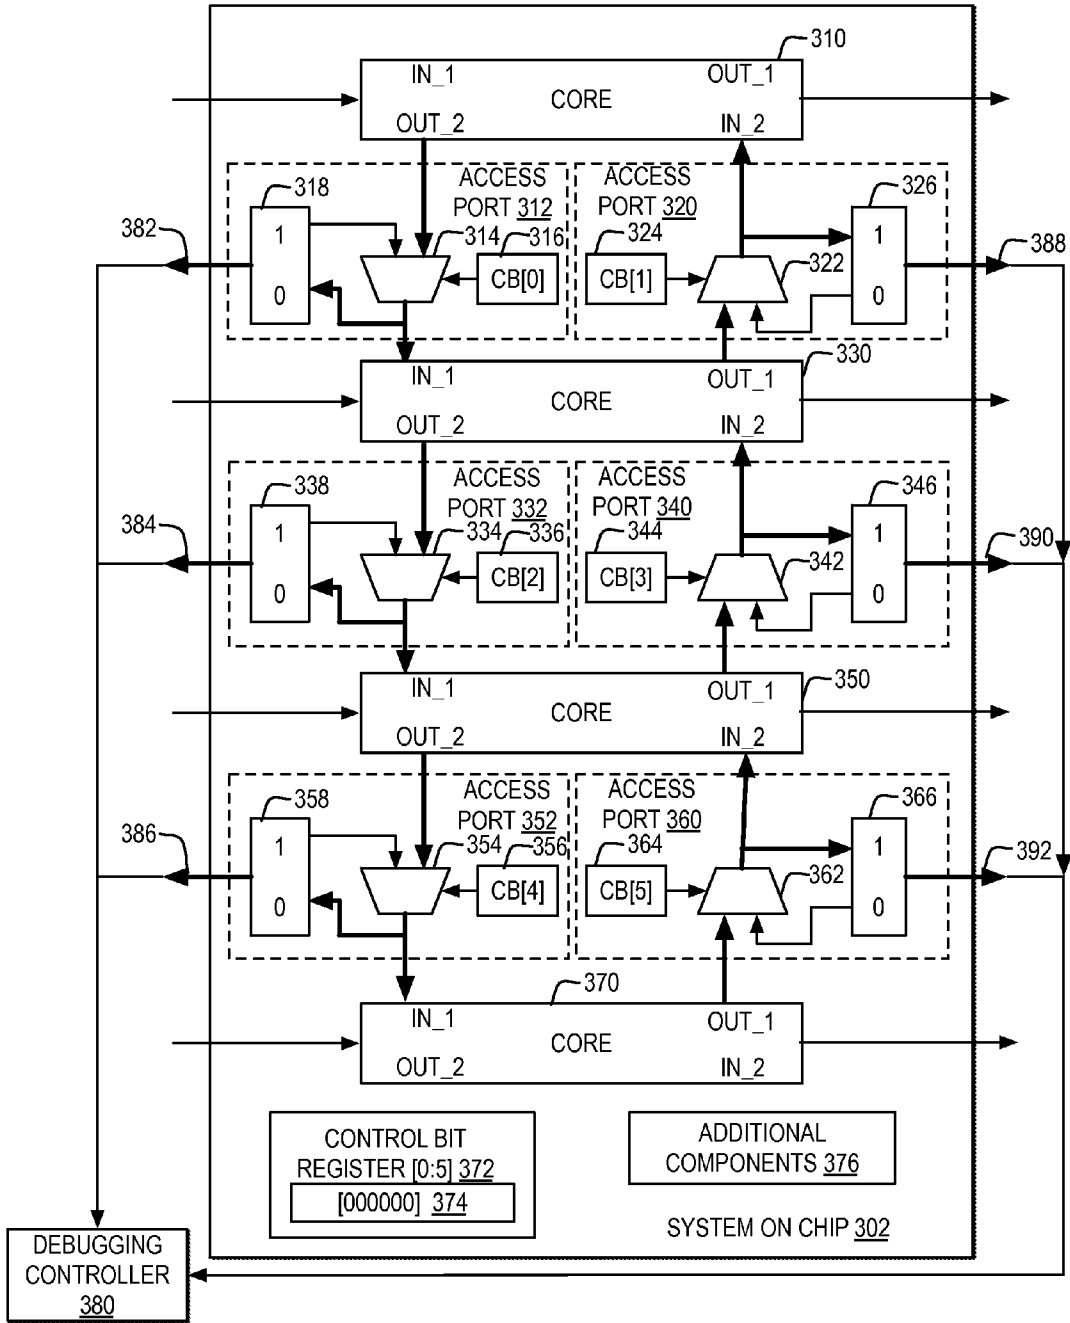 310
IN_1 OUT_1
CORE
OUT_2 IN_2
318
ACCESS
PORT 312
ACCESS
PORT 320
326
382
1
314
316
324
1
388
CB[0]
CB[1]
322
0
0
330
IN_1 OUT_1
CORE
OUT_2 IN_2
338
ACCESS
PORT 332
ACCESS
PORT 340
346
384
1
334
336
344
1
390
CB[2]
CB[3]
342
0
0
350
IN_1 OUT_1
CORE
OUT_2 IN_2
358
ACCESS
PORT 352
ACCESS
PORT 360
366
386
1
354
356
364
1
392
CB[4]
CB[5]
362
0
0
370
IN_1 OUT_1
CORE
OUT_2 IN_2
CONTROL BIT
REGISTER [0:5] 372
[000000] 374
ADDITIONAL
COMPONENTS 376
SYSTEM ON CHIP 302
DEBUGGING
CONTROLLER
380